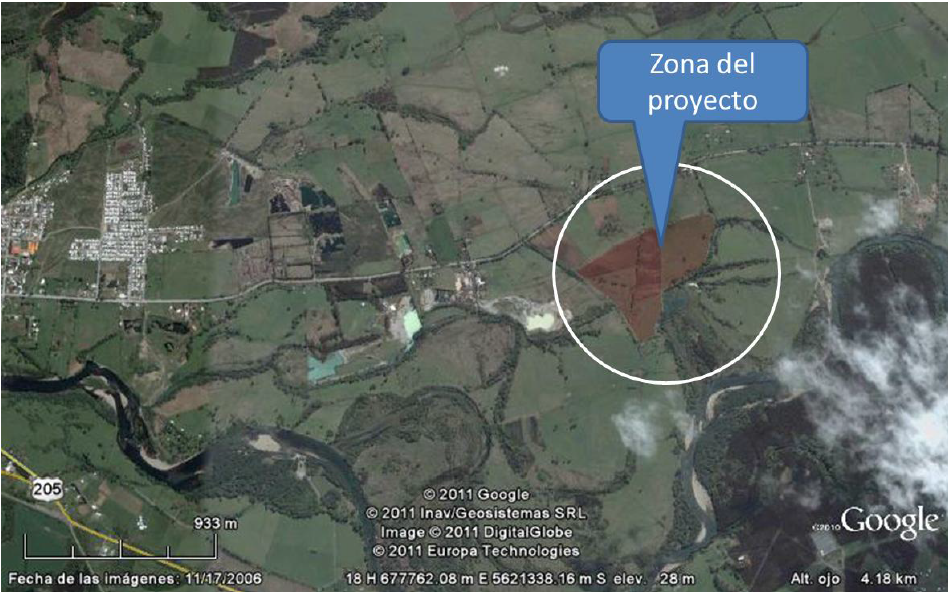 Zona del
proyecto
205
933 m
© 2011 Google
© 2011 Inav/Geosistemas SRL
Image © 2011 DigitalGlobe
© 2011 Europa Technologies
©2010 Google
Fecha de las imágenes: 11/17/2006
18 H 677762.08 m E 5621338.16 m S elev. 28 m
Alt. ojo 4.18 km